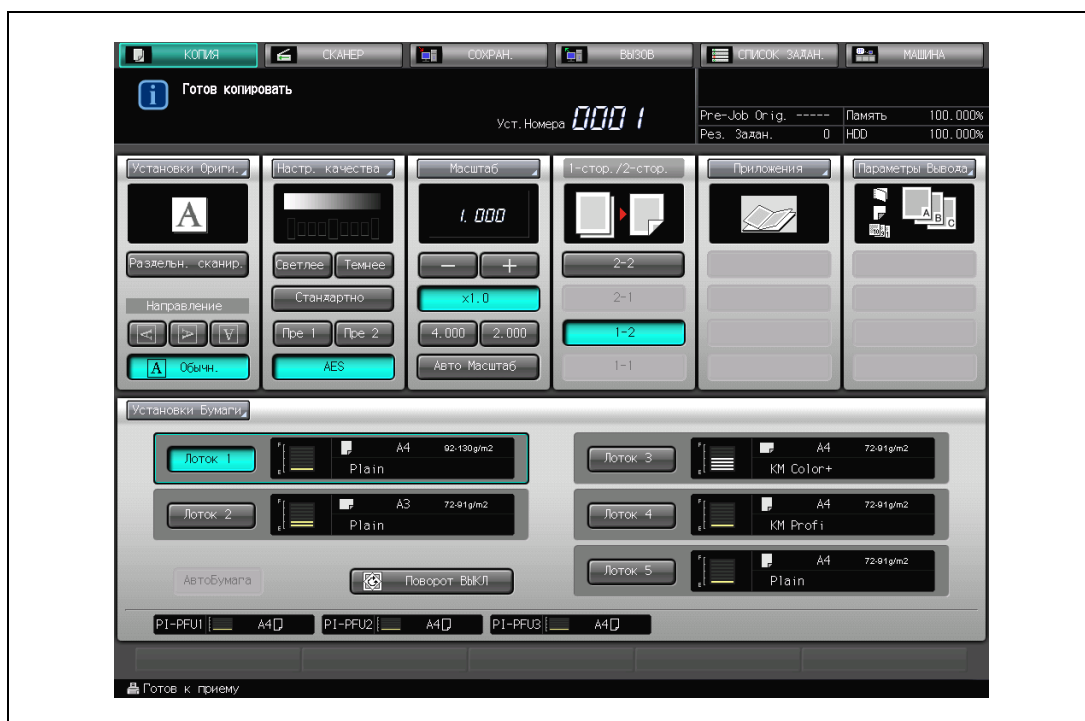 КОПИЯ СКАНЕР СОХРАН. ВЫЗОВ СПИСОК ЗАДАН. МАШИНА
Готов копировать
Уст.Номера 0001
Pre-Job Orig. ----- Память 100.000%
Рез. Задан. 0 HDD 100.000%
Установки Ориги. Настр. качества Масштаб 1-стор./2-стор. Приложения Параметры Вывода
A 1.000 A B C
Раздельн. сканир. Светлее Темнее — + 2-2
Направление Стандартно x1.0 2-1
A A A Пре 1 Пре 2 4.000 2.000 1-2
A Обычн. AES Авто Масштаб 1-1
Установки Бумаги
Лоток 1 F E A4 92-130g/m2
Plain
Лоток 2 F E A3 72-91g/m2
Plain
Лоток 3 F E A4 72-91g/m2
KM Color+
Лоток 4 F E A4 72-91g/m2
KM Profi
Лоток 5 F E A4 72-91g/m2
Plain
АвтоБумага Поворот ВЫКЛ
PI-PFU1 A4 PI-PFU2 A4 PI-PFU3 A4
Готов к приему